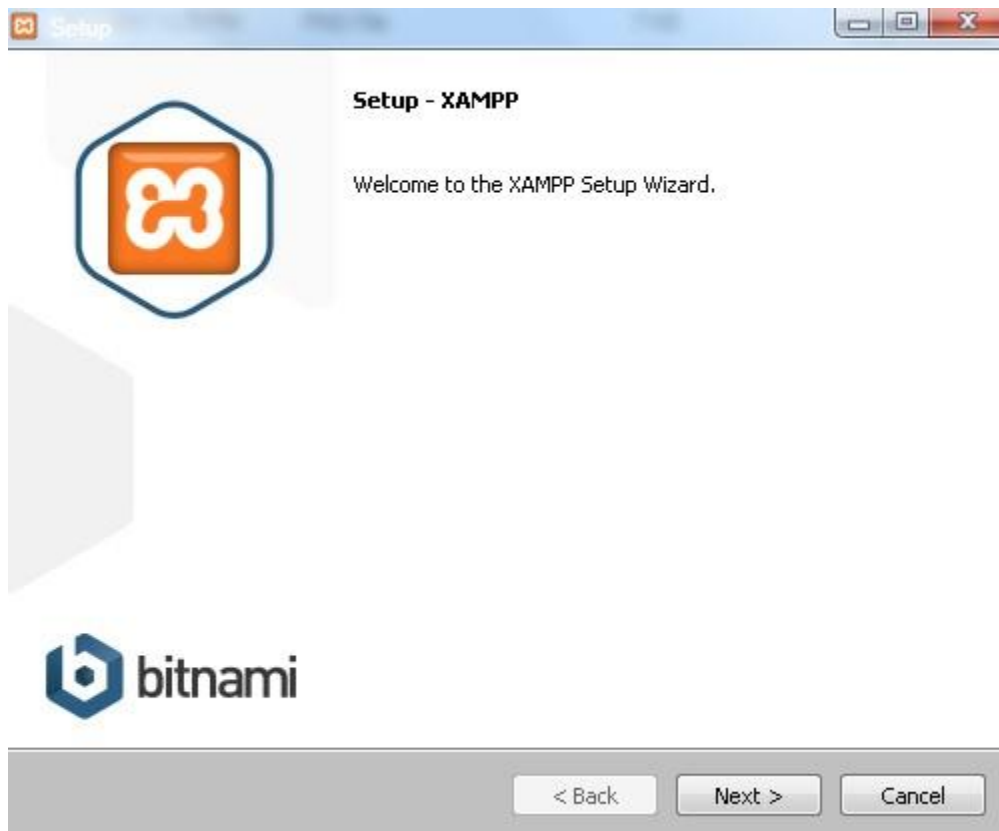 Setup
Setup - XAMPP
Welcome to the XAMPP Setup Wizard.
bitnami
< Back
Next >
Cancel